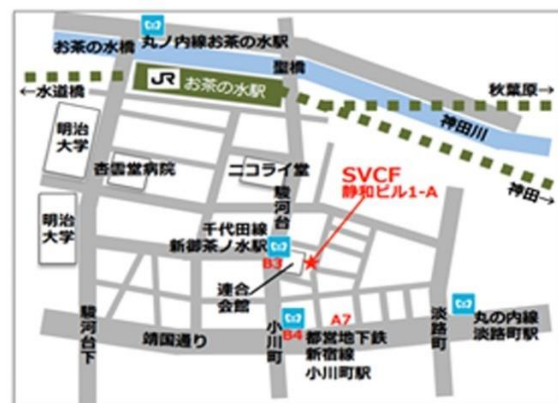 丸ノ内線お茶の水駅
お茶の水橋
聖橋
JR お茶の水駅
←水道橋
秋葉原→
神田川
神田→
明治
大学
杏雲堂病院
ニコライ堂
SVCF
静和ビル1-A
駿河台
明治
大学
千代田線
新御茶ノ水駅
B3
連合
会館
駿河台下
靖国通り
小川町
B4
A7
都営地下鉄
新宿線
小川町駅
淡路町
丸の内線
淡路町駅